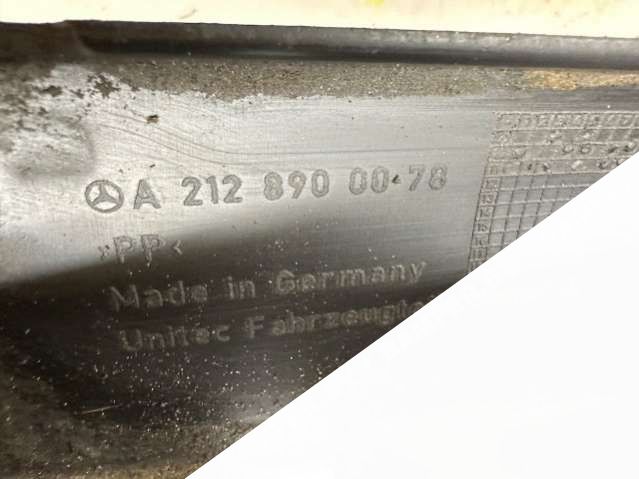 A 212 890 00 78
>PP<
Made in Germany
Unitec